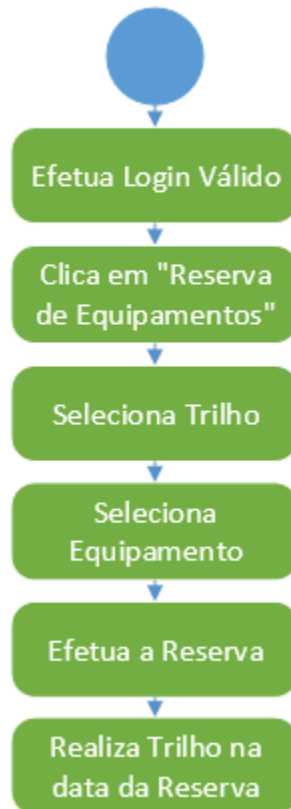 Efetua Login Válido
Clica em "Reserva
de Equipamentos"
Seleciona Trilho
Seleciona
Equipamento
Efetua a Reserva
Realiza Trilho na
data da Reserva